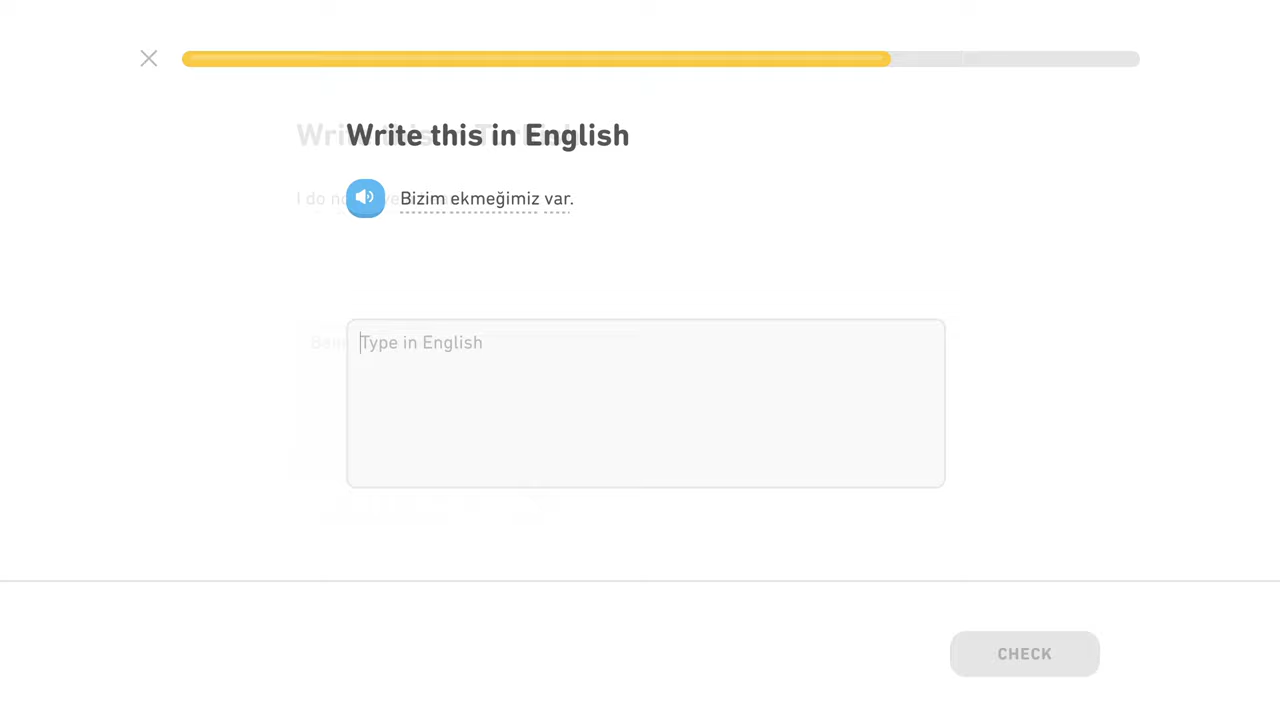 Write this in English
Bizim ekmeğimiz var.
Type in English
CHECK